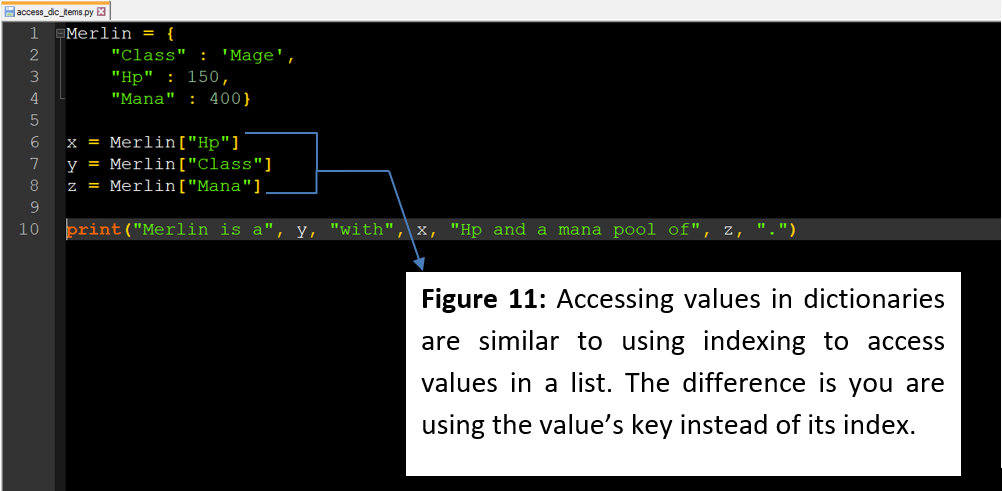 access_dic_items.py
1 Merlin = {
2 "Class" : 'Mage',
3 "Hp" : 150,
4 "Mana" : 400}
5
6 x = Merlin["Hp"]
7 y = Merlin["Class"]
8 z = Merlin["Mana"]
9
10 print("Merlin is a", y, "with", x, "Hp and a mana pool of", z, ".")
Figure 11: Accessing values in dictionaries
are similar to using indexing to access
values in a list. The difference is you are
using the value’s key instead of its index.